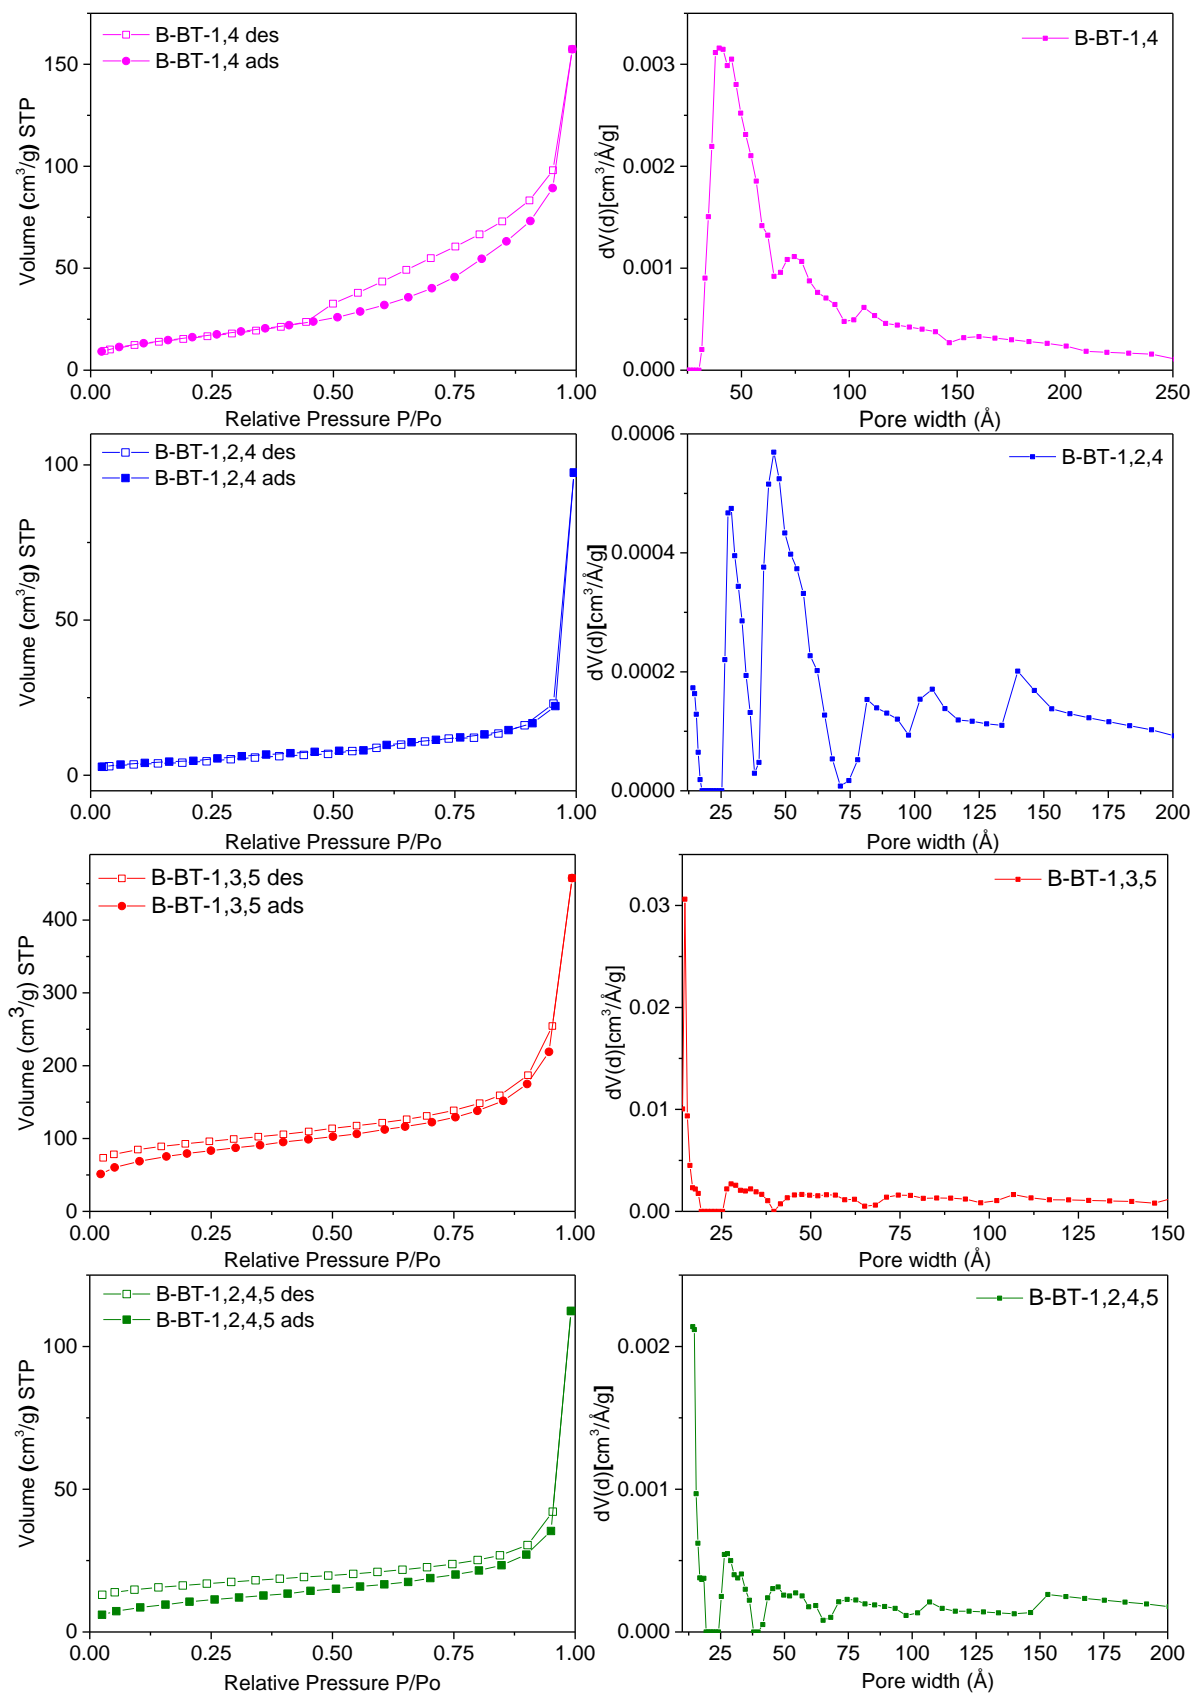 B-BT-1,4 des
B-BT-1,4 ads
150
100
50
0
Volume (cm³/g) STP
0.00 0.25 0.50 0.75 1.00
Relative Pressure P/Po
B-BT-1,4
0.003
0.002
0.001
0.000
dV(d)[cm³/Å/g]
50 100 150 200 250
Pore width (Å)
B-BT-1,2,4 des
B-BT-1,2,4 ads
100
50
0
Volume (cm³/g) STP
0.00 0.25 0.50 0.75 1.00
Relative Pressure P/Po
B-BT-1,2,4
0.0006
0.0004
0.0002
0.0000
dV(d)[cm³/Å/g]
25 50 75 100 125 150 175 200
Pore width (Å)
B-BT-1,3,5 des
B-BT-1,3,5 ads
400
300
200
100
0
Volume (cm³/g) STP
0.00 0.25 0.50 0.75 1.00
Relative Pressure P/Po
B-BT-1,3,5
0.03
0.02
0.01
0.00
dV(d)[cm³/Å/g]
25 50 75 100 125 150
Pore width (Å)
B-BT-1,2,4,5 des
B-BT-1,2,4,5 ads
100
50
0
Volume (cm³/g) STP
0.00 0.25 0.50 0.75 1.00
Relative Pressure P/Po
B-BT-1,2,4,5
0.002
0.001
0.000
dV(d)[cm³/Å/g]
25 50 75 100 125 150 175 200
Pore width (Å)